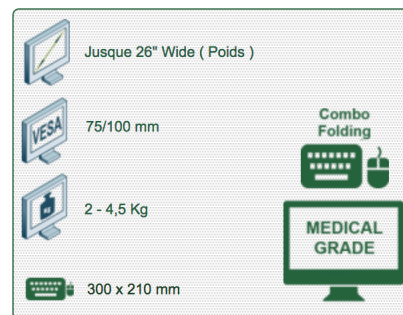 Jusque 26" Wide ( Poids )
VESA
75/100 mm
KG
2 - 4,5 Kg
300 x 210 mm
Combo
Folding
MEDICAL
GRADE